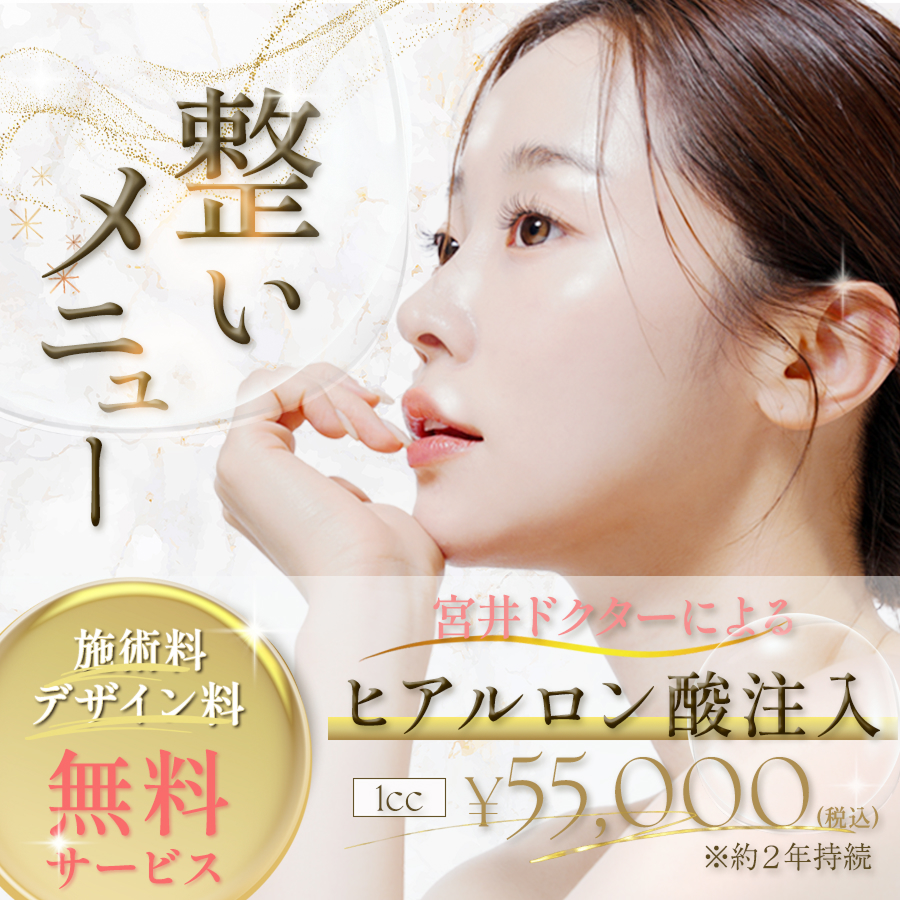 整い
メニュー
施術料
デザイン料
無料
サービス
宮井ドクターによる
ヒアルロン酸注入
1cc ¥55,000(税込)
※約2年持続